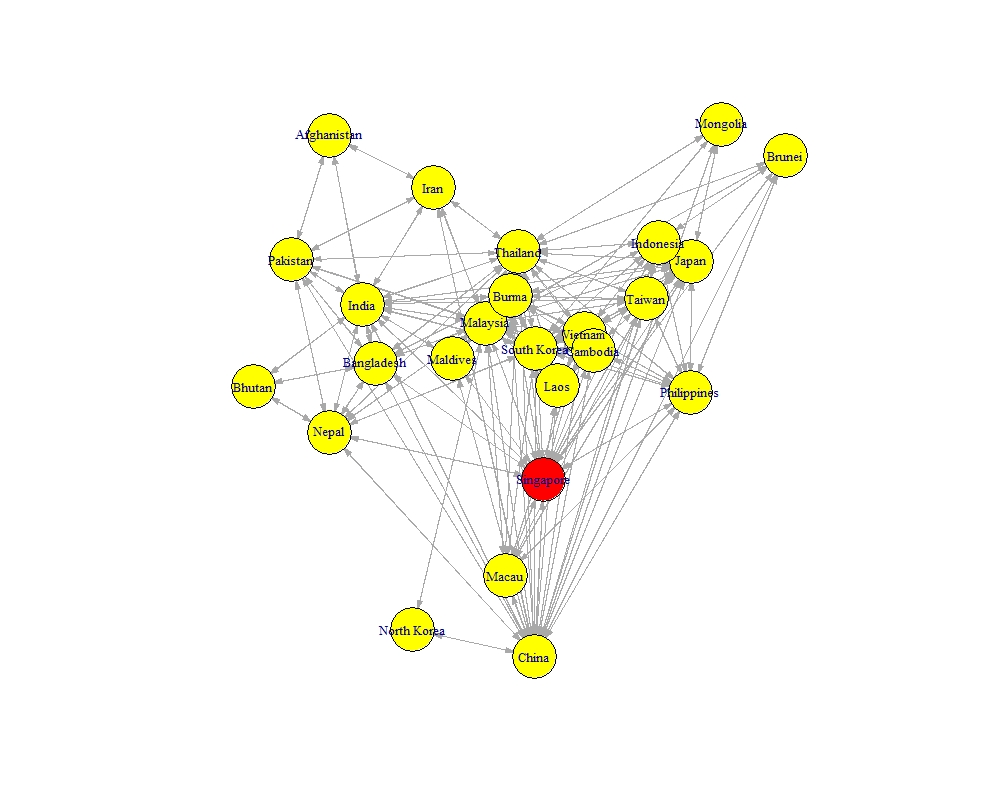 Mongolia
Afghanistan
Brunei
Iran
Indonesia
Thailand
Pakistan
Japan
Burma
Taiwan
India
Malaysia
Vietnam
South Korea
Cambodia
Maldives
Bangladesh
Laos
Bhutan
Philippines
Nepal
Singapore
Macau
North Korea
China